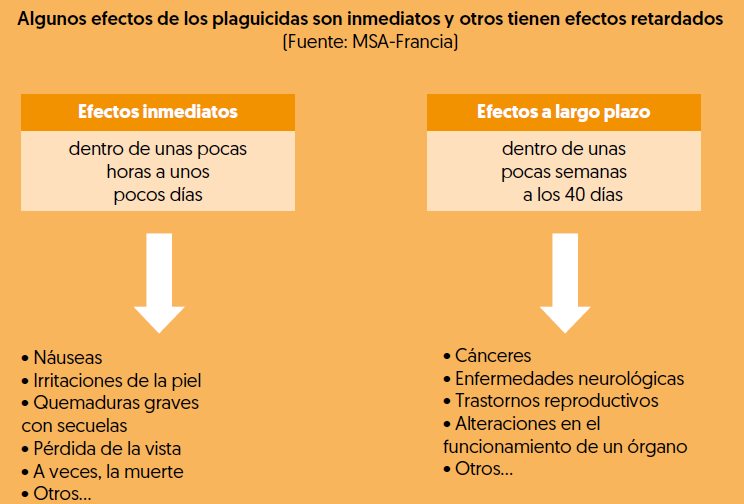 Algunos efectos de los plaguicidas son inmediatos y otros tienen efectos retardados
(Fuente: MSA-Francia)
Efectos inmediatos
dentro de unas pocas
horas a unos
pocos días
• Náuseas
• Irritaciones de la piel
• Quemaduras graves
con secuelas
• Pérdida de la vista
• A veces, la muerte
• Otros...
Efectos a largo plazo
dentro de unas
pocas semanas
a los 40 días
• Cánceres
• Enfermedades neurológicas
• Trastornos reproductivos
• Alteraciones en el
funcionamiento de un órgano
• Otros...